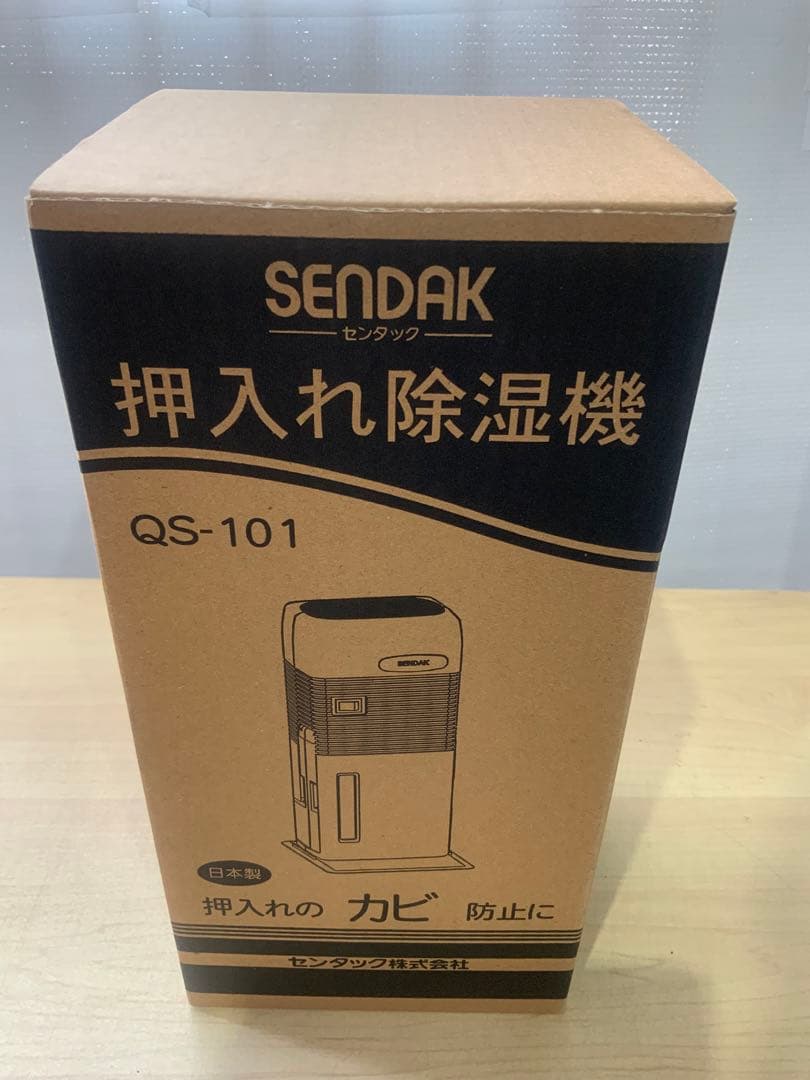 SENDAK
センタック
押入れ除湿機
QS-101
SENDAK
日本製
押入れの カビ 防止に
センタック株式会社